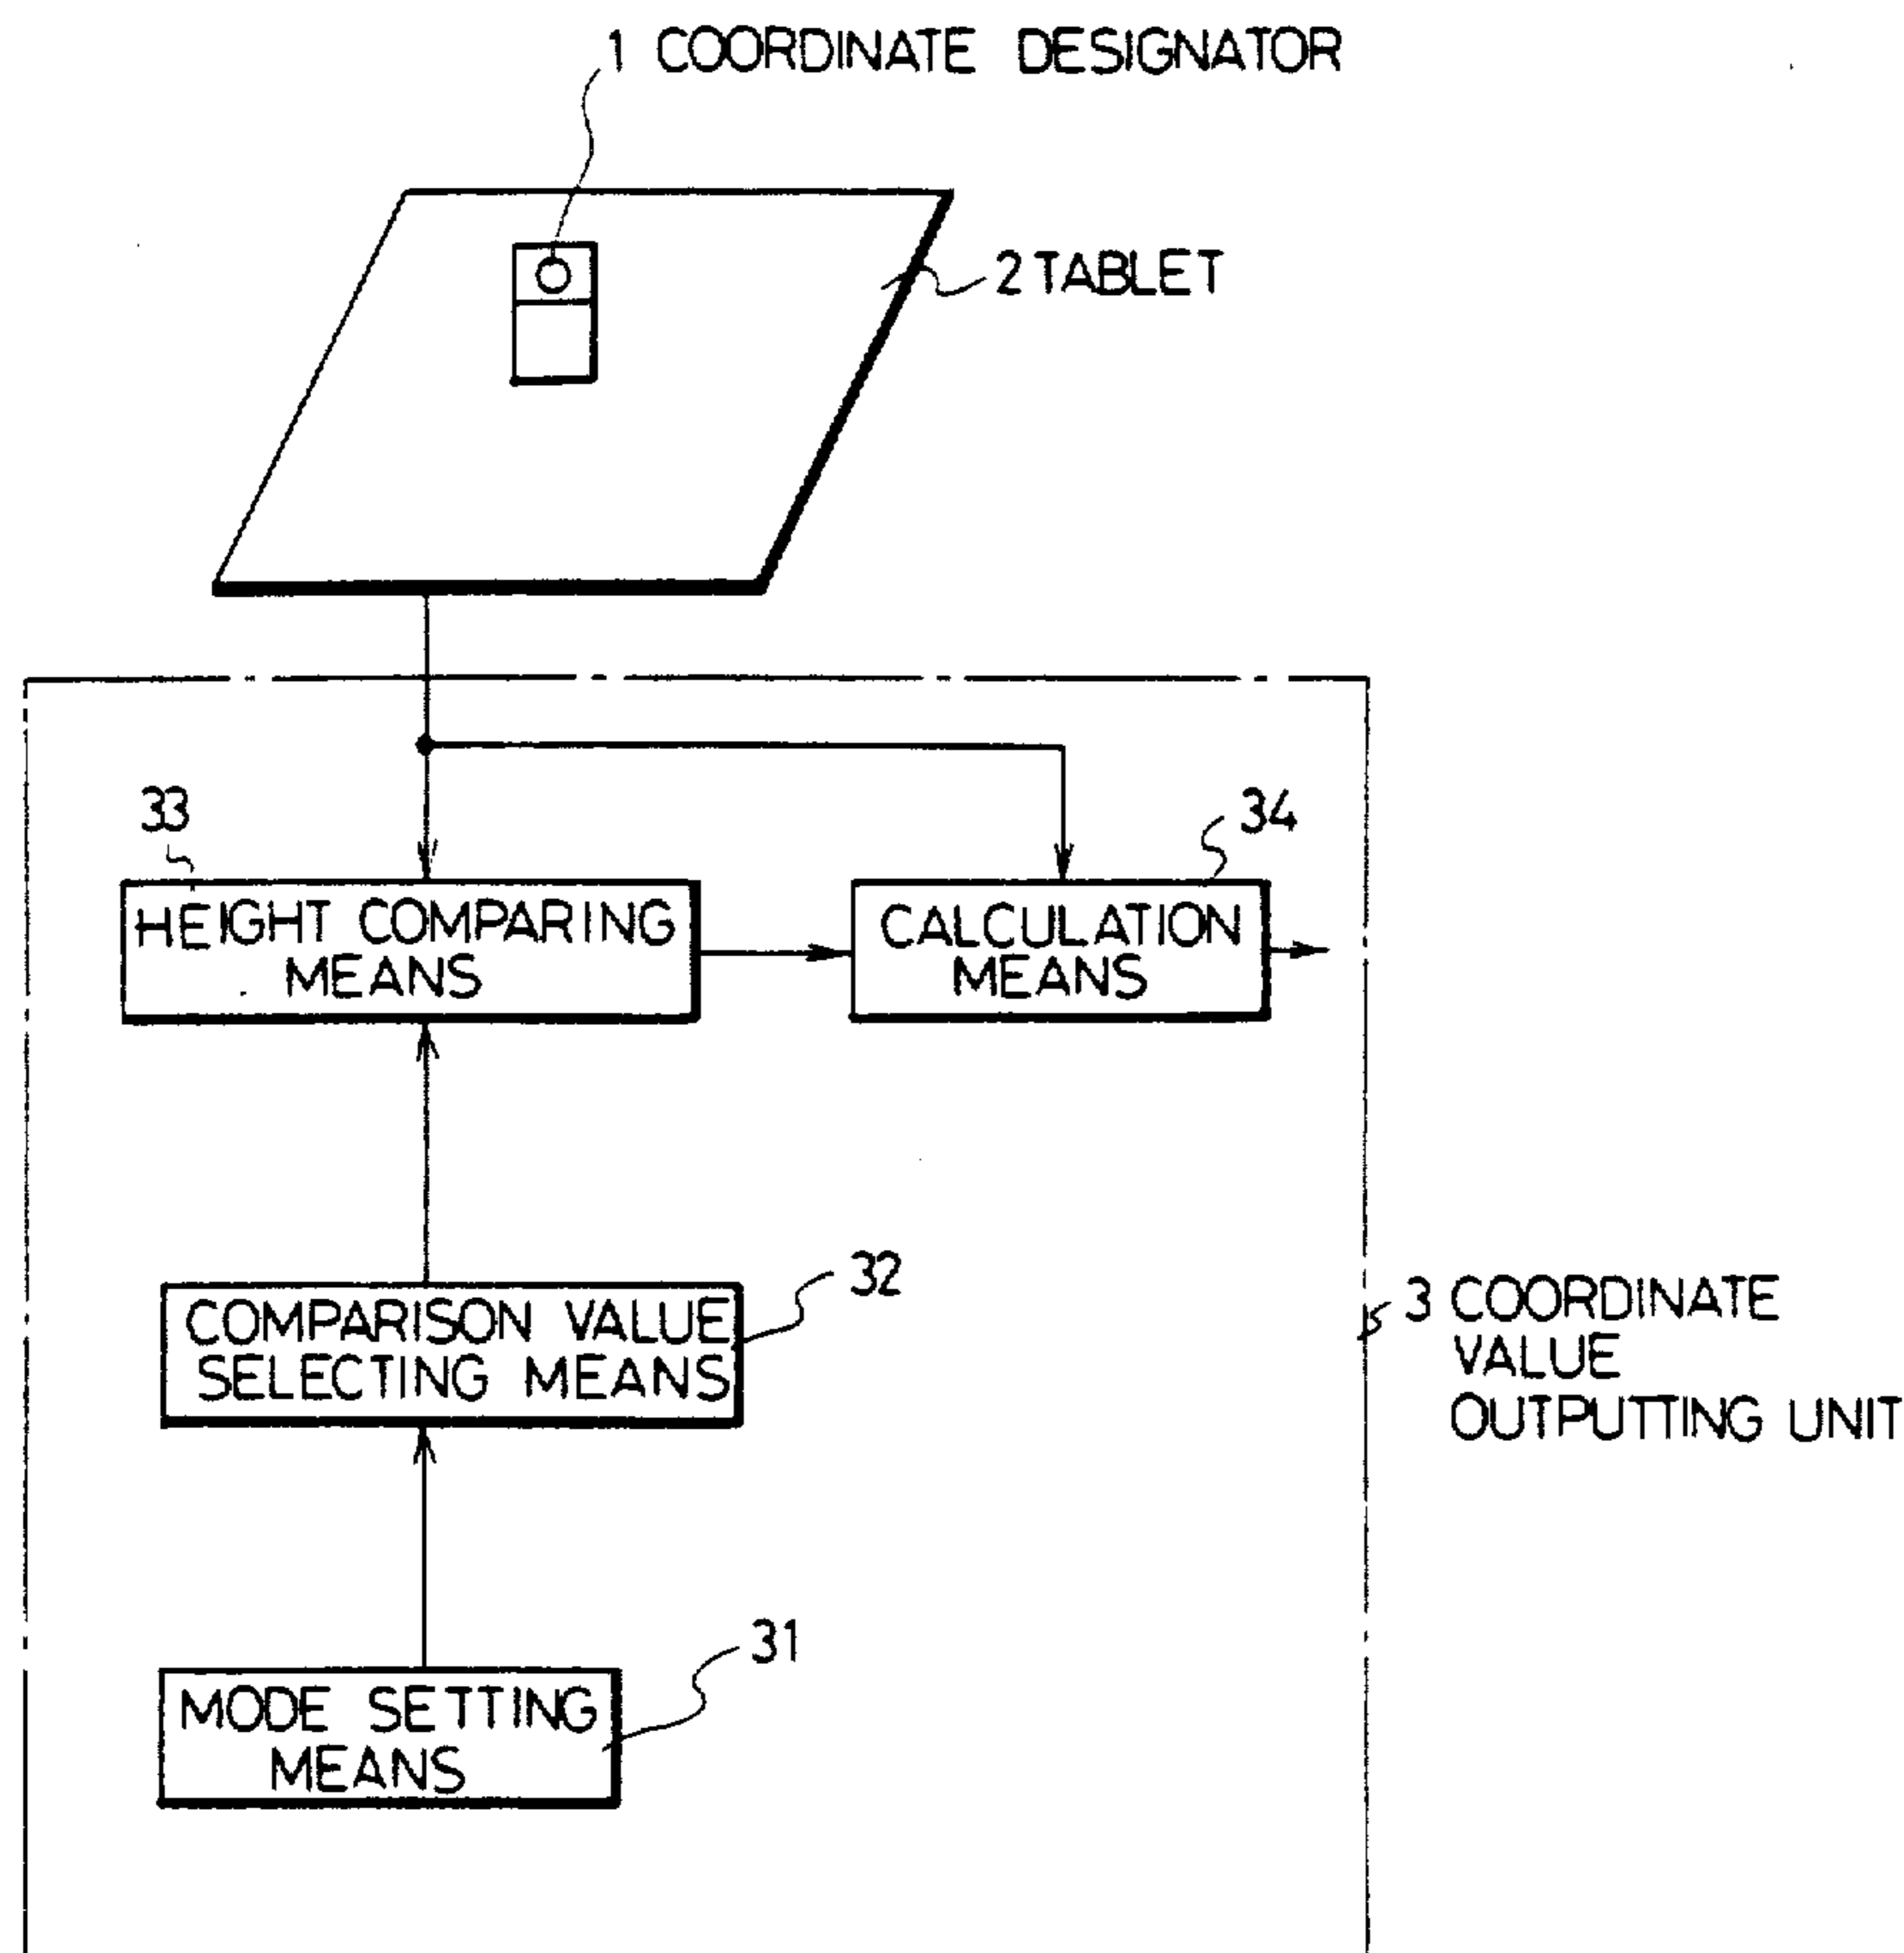 1 COORDINATE DESIGNATOR
2 TABLET
33
34
HEIGHT COMPARING
MEANS
CALCULATION
MEANS
32
COMPARISON VALUE
SELECTING MEANS
3 COORDINATE
VALUE
OUTPUTTING UNIT
31
MODE SETTING
MEANS